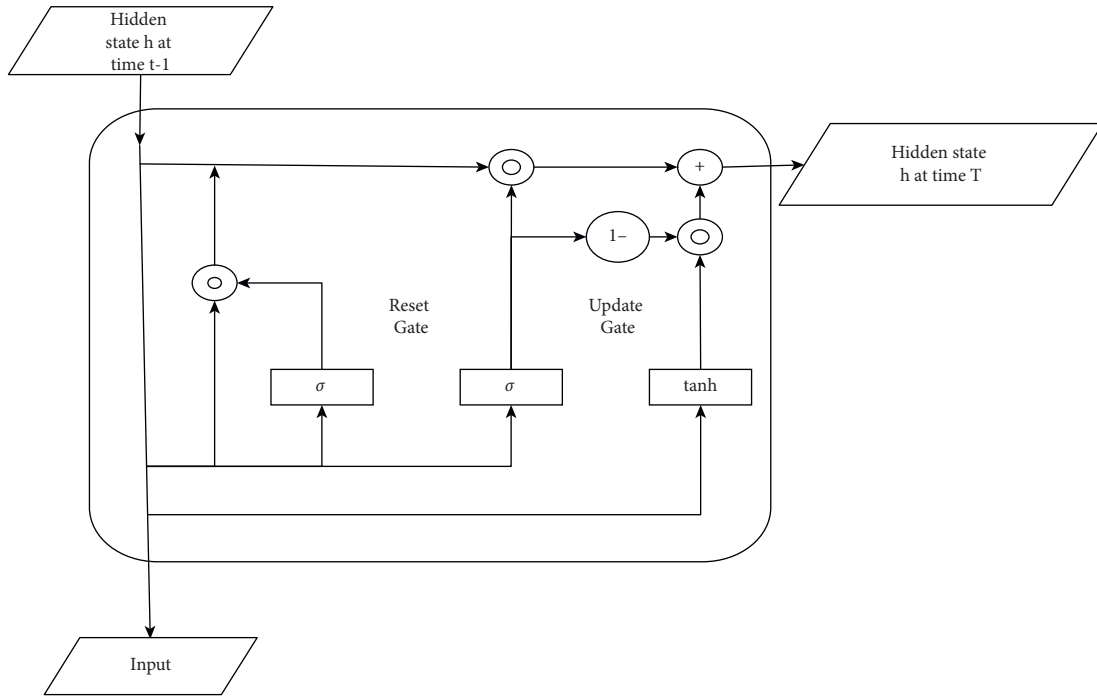 Hidden
state h at
time t-1
+
Hidden state
h at time T
1–
Reset
Gate
Update
Gate
σ
σ
tanh
Input